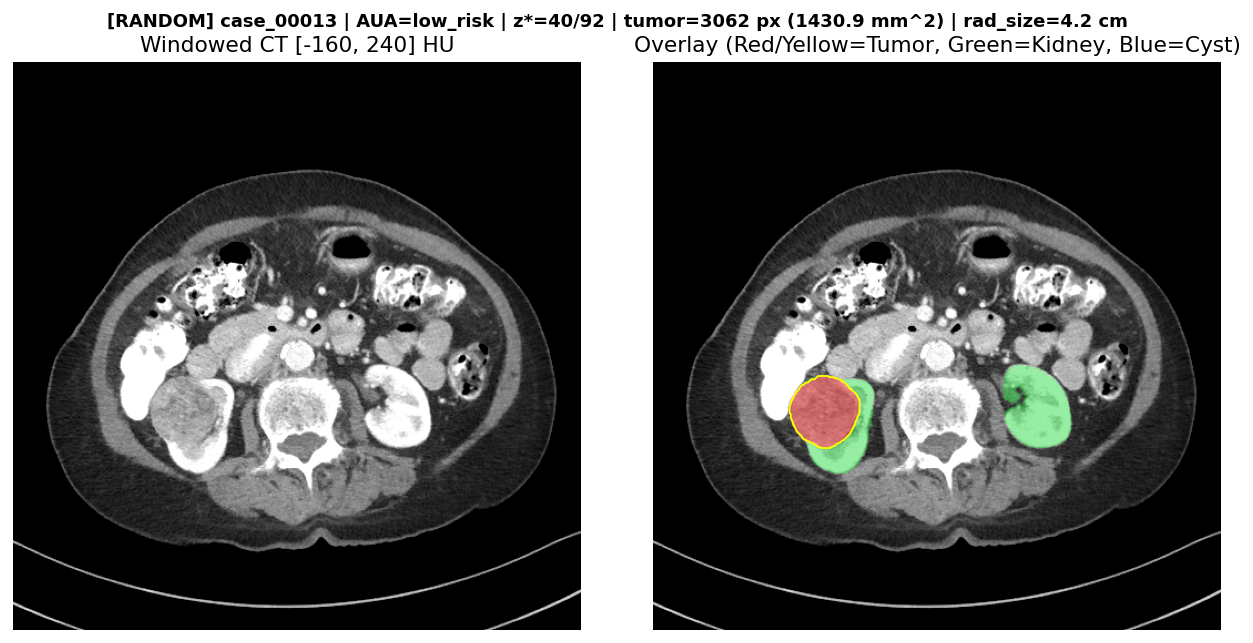 [RANDOM] case_00013 | AUA=low_risk | z*=40/92 | tumor=3062 px (1430.9 mm^2) | rad_size=4.2 cm
Windowed CT [-160, 240] HU
Overlay (Red/Yellow=Tumor, Green=Kidney, Blue=Cyst)